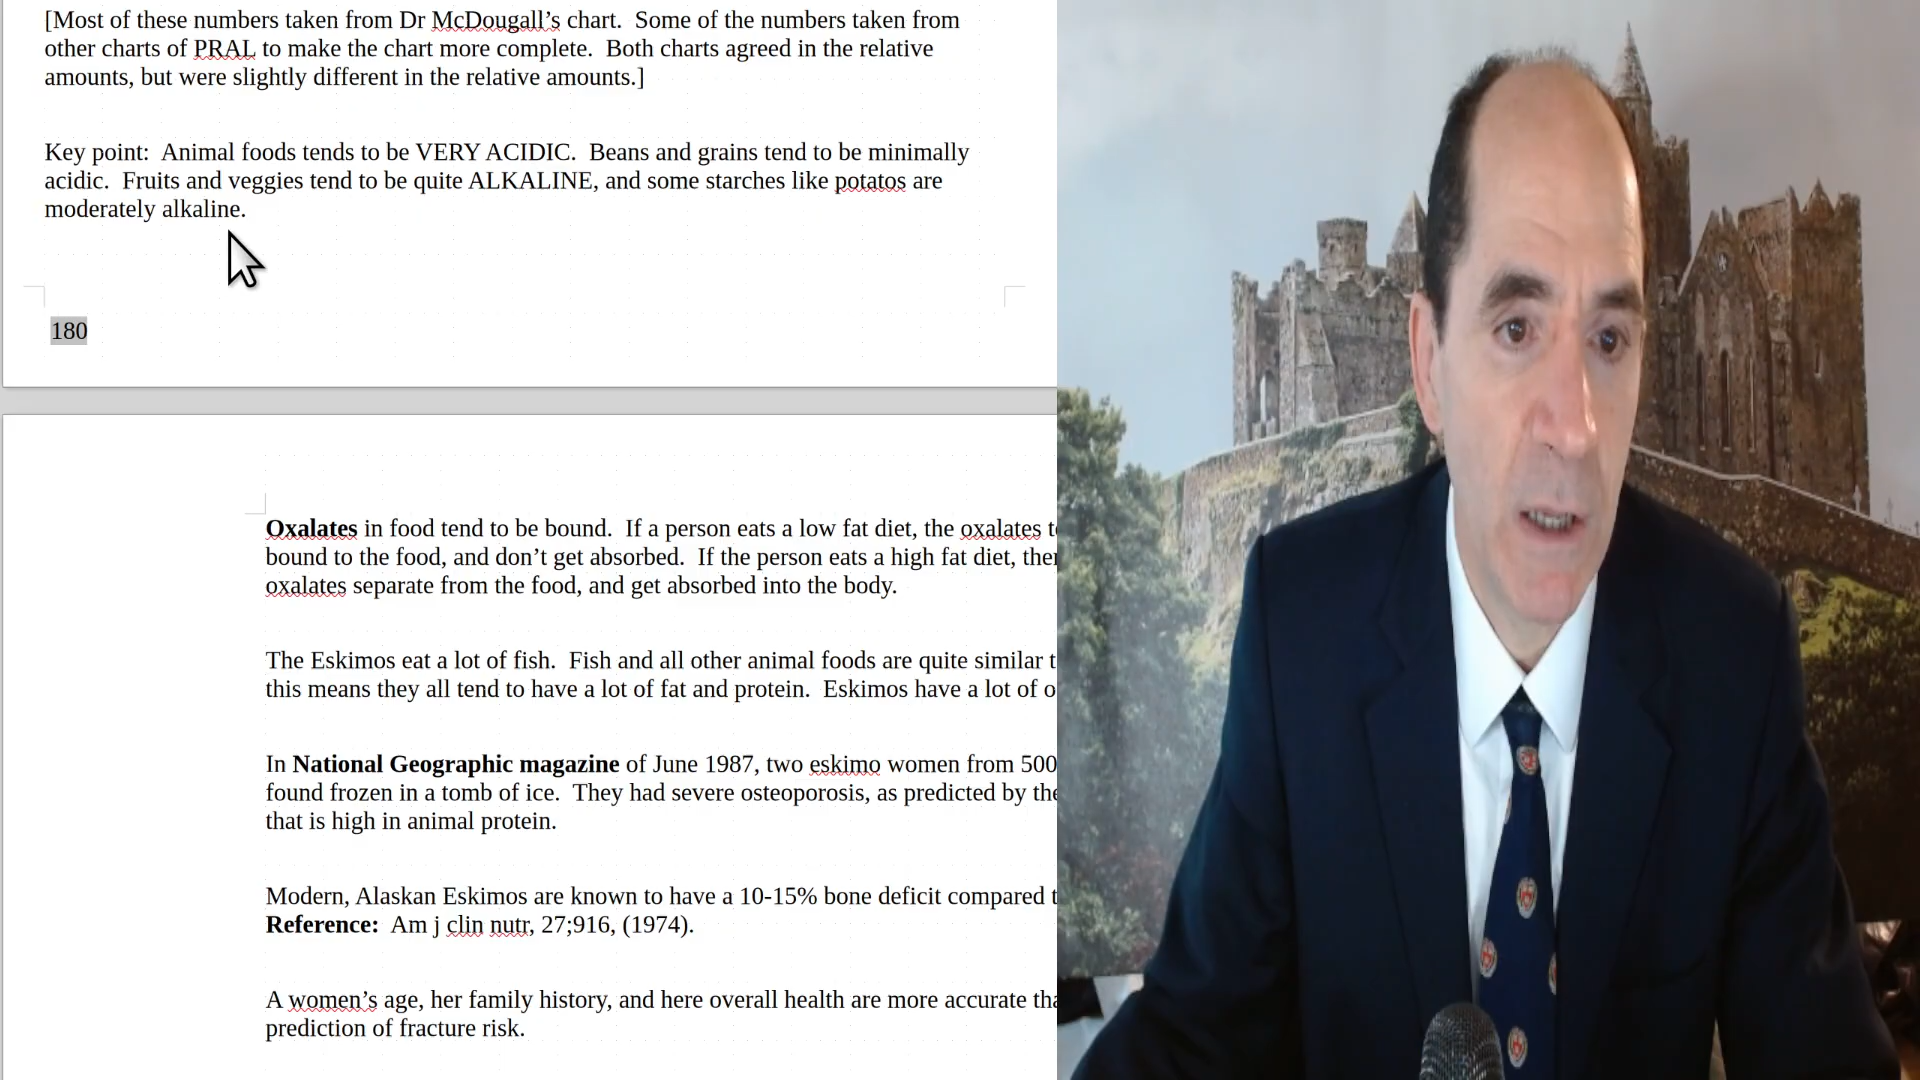 [Most of these numbers taken from Dr McDougall’s chart.  Some of the numbers taken from
other charts of PRAL to make the chart more complete.  Both charts agreed in the relative
amounts, but were slightly different in the relative amounts.]
Key point:  Animal foods tends to be VERY ACIDIC.  Beans and grains tend to be minimally
acidic.  Fruits and veggies tend to be quite ALKALINE, and some starches like potatos are
moderately alkaline.
180
Oxalates in food tend to be bound.  If a person eats a low fat diet, the oxalates
bound to the food, and don’t get absorbed.  If the person eats a high fat diet,
oxalates separate from the food, and get absorbed into the body.
The Eskimos eat a lot of fish.  Fish and all other animal foods are quite similar
this means they all tend to have a lot of fat and protein.  Eskimos have a lot of
In National Geographic magazine of June 1987, two eskimo women from 500
found frozen in a tomb of ice.  They had severe osteoporosis, as predicted by
that is high in animal protein.
Modern, Alaskan Eskimos are known to have a 10-15% bone deficit compared
Reference:  Am j clin nutr, 27;916, (1974).
A women’s age, her family history, and here overall health are more accurate
prediction of fracture risk.